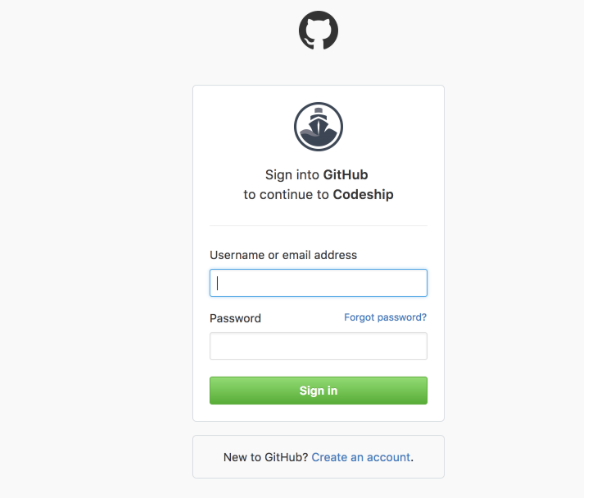 Sign into GitHub
to continue to Codeship
Username or email address
Password Forgot password?
Sign in
New to GitHub? Create an account.